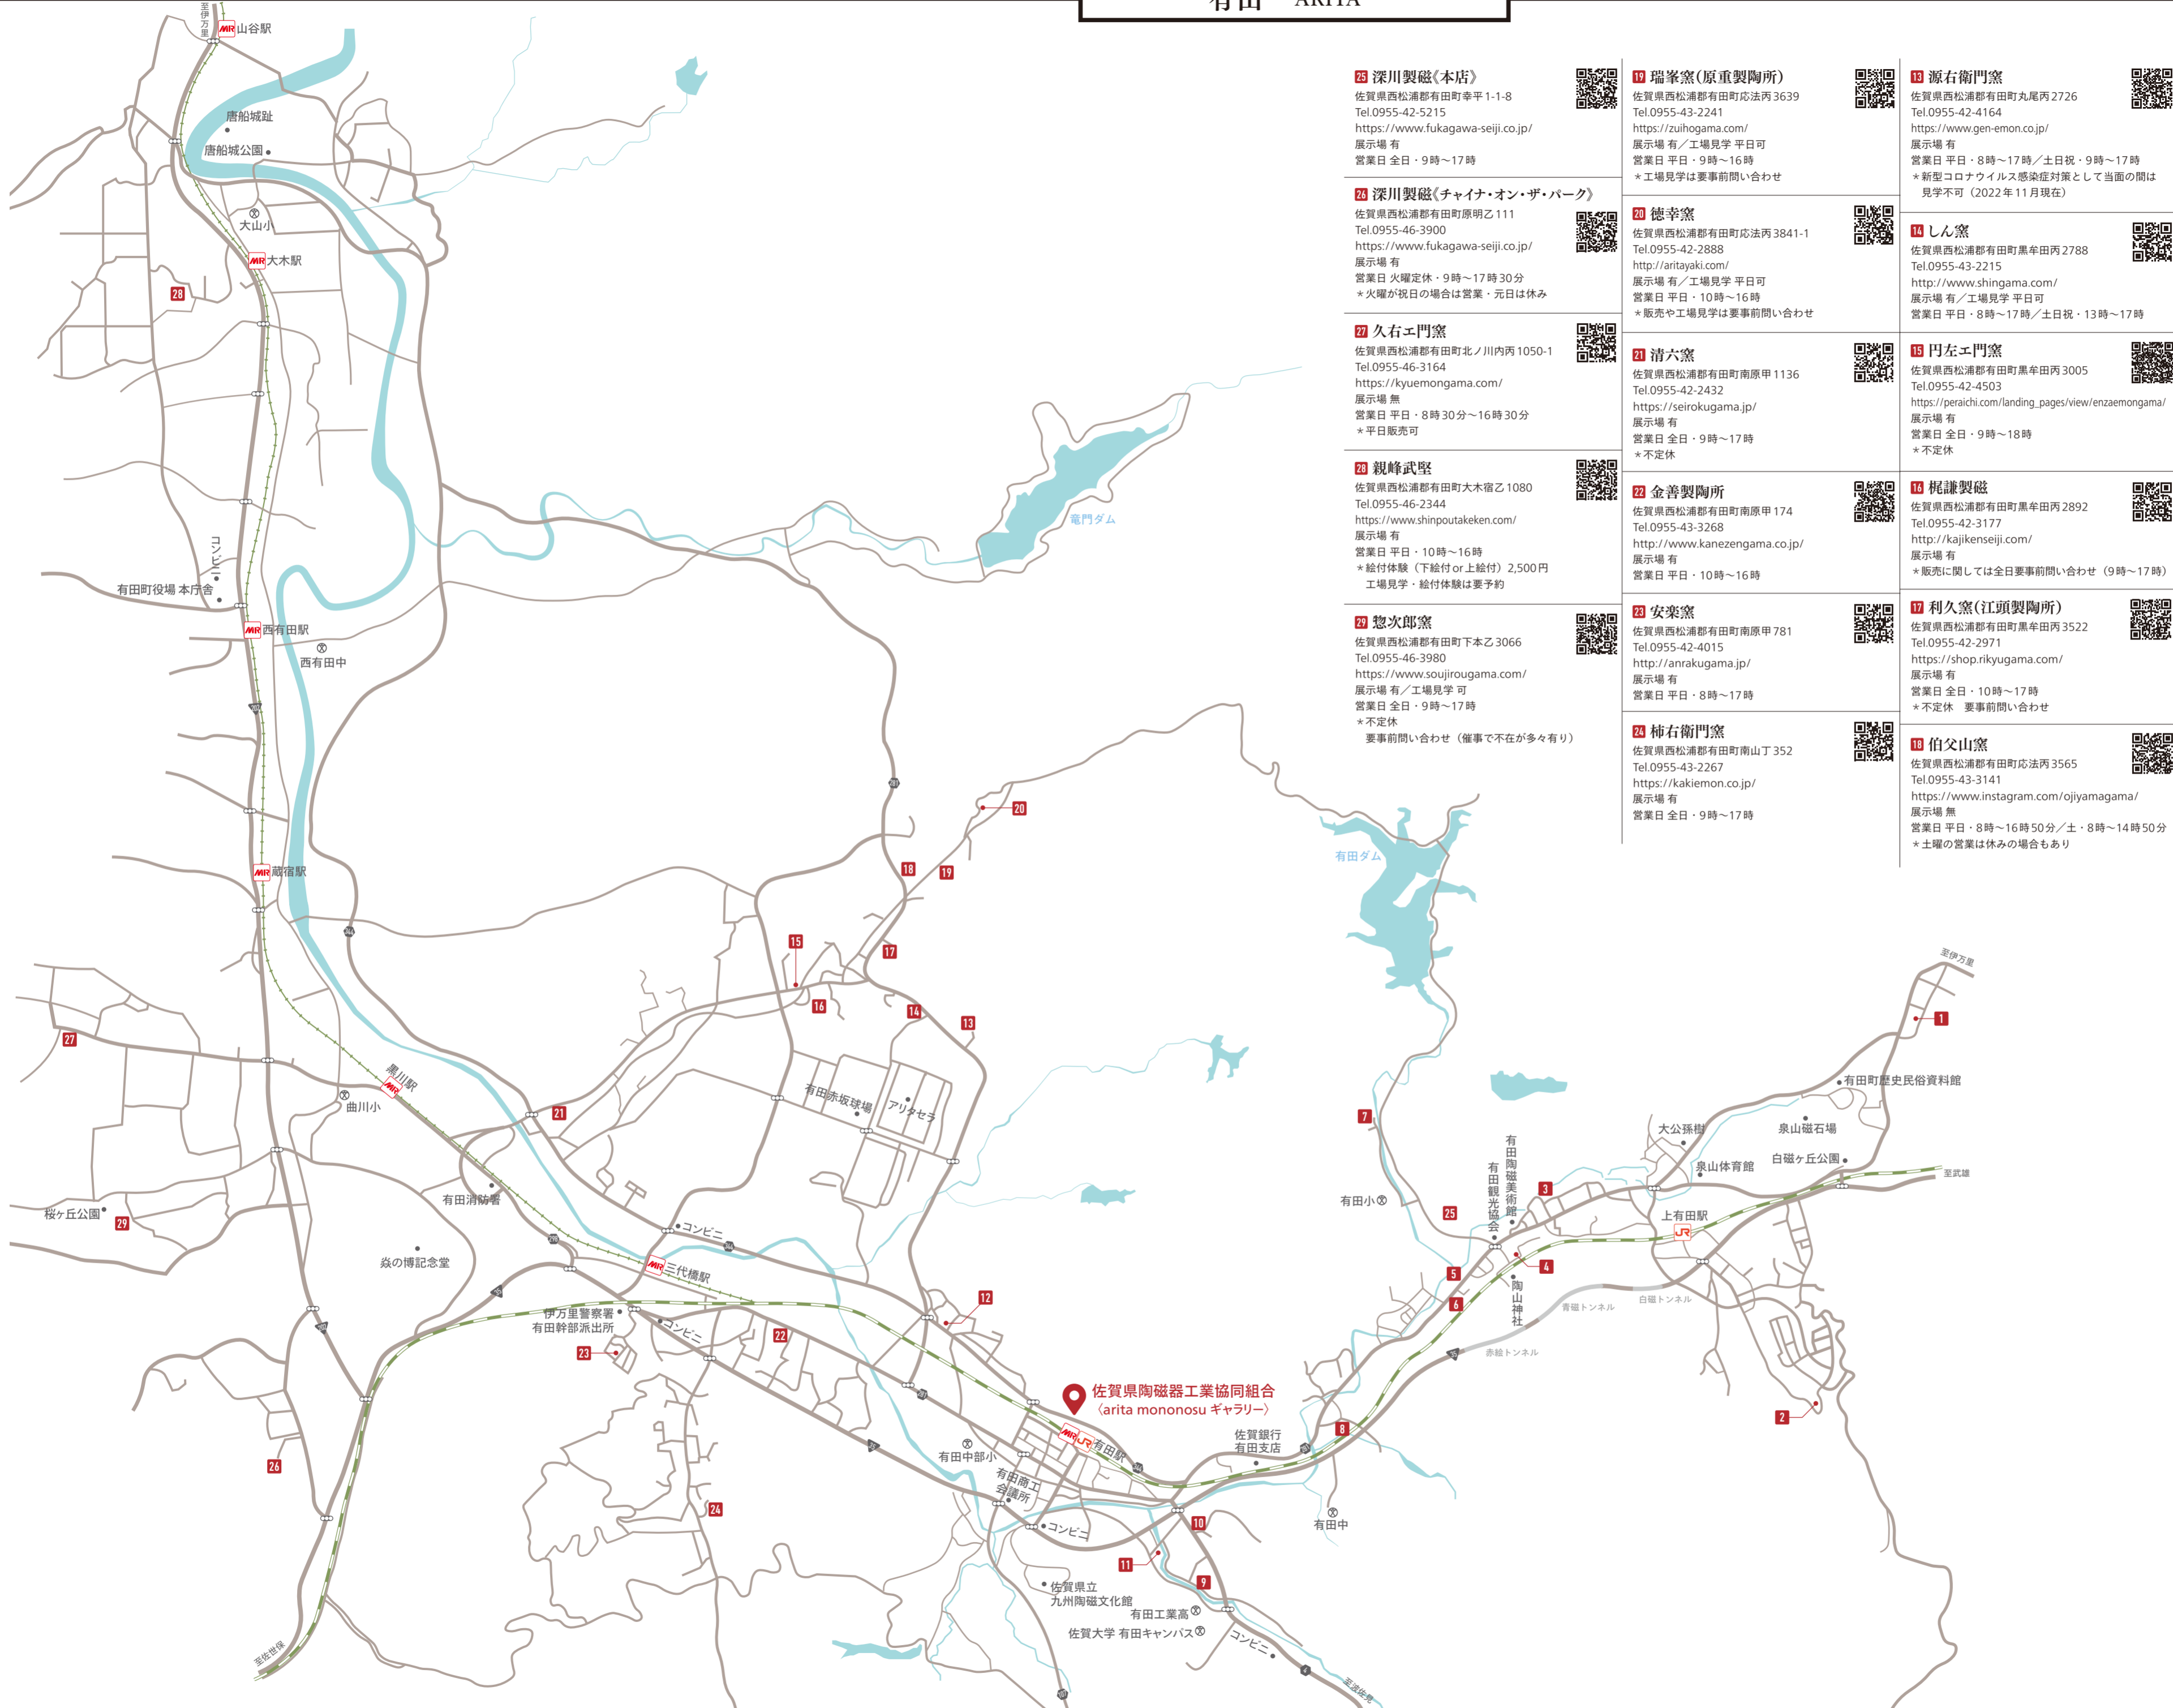 有田 ARITA
25 深川製磁《本店》
佐賀県西松浦郡有田町幸平1-1-8
Tel.0955-42-5215
https://www.fukagawa-seiji.co.jp/
展示場 有
営業日 全日・9時～17時
26 深川製磁《チャイナ・オン・ザ・パーク》
佐賀県西松浦郡有田町原明乙111
Tel.0955-46-3900
https://www.fukagawa-seiji.co.jp/
展示場 有
営業日 火曜定休・9時～17時30分
＊火曜が祝日の場合は営業・元日は休み
27 久右エ門窯
佐賀県西松浦郡有田町北ノ川内丙1050-1
Tel.0955-46-3164
https://kyuemongama.com/
展示場 無
営業日 平日・8時30分～16時30分
＊平日販売可
28 親峰武堅
佐賀県西松浦郡有田町大木宿乙1080
Tel.0955-46-2344
https://www.shinpoutakeken.com/
展示場 有
営業日 平日・10時～16時
＊絵付体験（下絵付or上絵付）2,500円
工場見学・絵付体験は要予約
29 惣次郎窯
佐賀県西松浦郡有田町下本乙3066
Tel.0955-46-3980
https://www.soujirougama.com/
展示場 有／工場見学 可
営業日 全日・9時～17時
＊不定休
要事前問い合わせ（催事で不在が多々有り）
19 瑞峯窯(原重製陶所)
佐賀県西松浦郡有田町応法丙3639
Tel.0955-43-2241
https://zuihogama.com/
展示場 有／工場見学 平日可
営業日 平日・9時～16時
＊工場見学は要事前問い合わせ
20 徳幸窯
佐賀県西松浦郡有田町応法丙3841-1
Tel.0955-42-2888
http://aritayaki.com/
展示場 有／工場見学 平日可
営業日 平日・10時～16時
＊販売や工場見学は要事前問い合わせ
21 清六窯
佐賀県西松浦郡有田町南原甲1136
Tel.0955-42-2432
https://seirokugama.jp/
展示場 有
営業日 全日・9時～17時
＊不定休
22 金善製陶所
佐賀県西松浦郡有田町南原甲174
Tel.0955-43-3268
http://www.kanezengama.co.jp/
展示場 有
営業日 平日・10時～16時
23 安楽窯
佐賀県西松浦郡有田町南原甲781
Tel.0955-42-4015
http://anrakugama.jp/
展示場 有
営業日 平日・8時～17時
24 柿右衛門窯
佐賀県西松浦郡有田町南山丁352
Tel.0955-43-2267
https://kakiemon.co.jp/
展示場 有
営業日 全日・9時～17時
13 源右衛門窯
佐賀県西松浦郡有田町丸尾丙2726
Tel.0955-42-4164
https://www.gen-emon.co.jp/
展示場 有
営業日 平日・8時～17時／土日祝・9時～17時
＊新型コロナウイルス感染症対策として当面の間は
見学不可（2022年11月現在）
14 しん窯
佐賀県西松浦郡有田町黒牟田丙2788
Tel.0955-43-2215
http://www.shingama.com/
展示場 有／工場見学 平日可
営業日 平日・8時～17時／土日祝・13時～17時
15 円左エ門窯
佐賀県西松浦郡有田町黒牟田丙3005
Tel.0955-42-4503
https://peraichi.com/landing_pages/view/enzaemongama/
展示場 有
営業日 全日・9時～18時
＊不定休
16 梶謙製磁
佐賀県西松浦郡有田町黒牟田丙2892
Tel.0955-42-3177
http://kajikenseiji.com/
展示場 有
＊販売に関しては全日要事前問い合わせ（9時～17時）
17 利久窯(江頭製陶所)
佐賀県西松浦郡有田町黒牟田丙3522
Tel.0955-42-2971
https://shop.rikyugama.com/
展示場 有
営業日 全日・10時～17時
＊不定休 要事前問い合わせ
18 伯父山窯
佐賀県西松浦郡有田町応法丙3565
Tel.0955-43-3141
https://www.instagram.com/ojiyamagama/
展示場 無
営業日 平日・8時～16時50分／土・8時～14時50分
＊土曜の営業は休みの場合もあり
至伊万里
MR 山谷駅
唐船城趾
唐船城公園
大山小
MR 大木駅
28
竜門ダム
コンビニ
有田町役場 本庁舎
MR 西有田駅
西有田中
202
281
20
有田ダム
18
19
MR 蔵宿駅
15
17
至伊万里
16
14
13
1
27
黒川駅
MR
曲川小
21
有田赤坂球場
アリタセラ
7
有田町歴史民俗資料館
泉山磁石場
大公孫樹
白磁ヶ丘公園
泉山体育館
至武雄
有田陶磁美術館
有田観光協会
3
有田小
25
上有田駅
JR
桜ヶ丘公園
29
有田消防署
コンビニ
焱の博記念堂
MR 三代橋駅
5
4
6
陶山神社
青磁トンネル
白磁トンネル
赤絵トンネル
35
伊万里警察署
有田幹部派出所
コンビニ
12
22
23
2
佐賀県陶磁器工業協同組合
〈arita mononosu ギャラリー〉
MR JR 有田駅
佐賀銀行
有田支店
8
有田中部小
有田商工
会議所
26
24
コンビニ
10
有田中
11
9
佐賀県立
九州陶磁文化館
有田工業高
佐賀大学 有田キャンパス
コンビニ
4
至佐世保
至波佐見